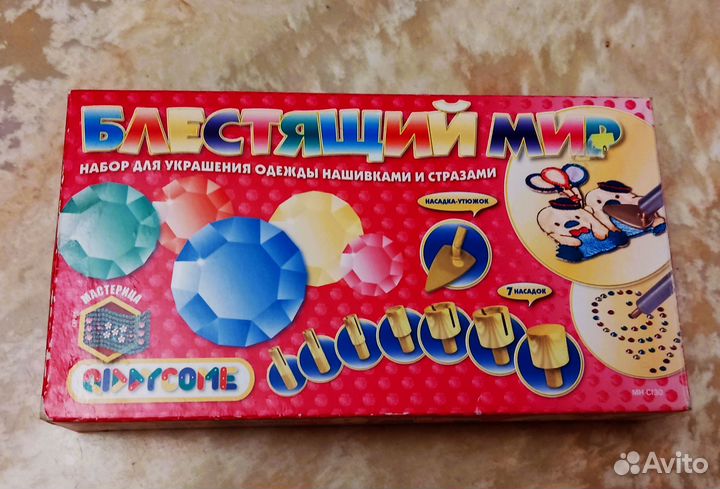 БЛЕСТЯЩИЙ МИР
НАБОР ДЛЯ УКРАШЕНИЯ ОДЕЖДЫ НАШИВКАМИ И СТРАЗАМИ
НАСАДКА-УТЮЖОК
7 НАСАДОК
МАСТЕРИЦА
Avito